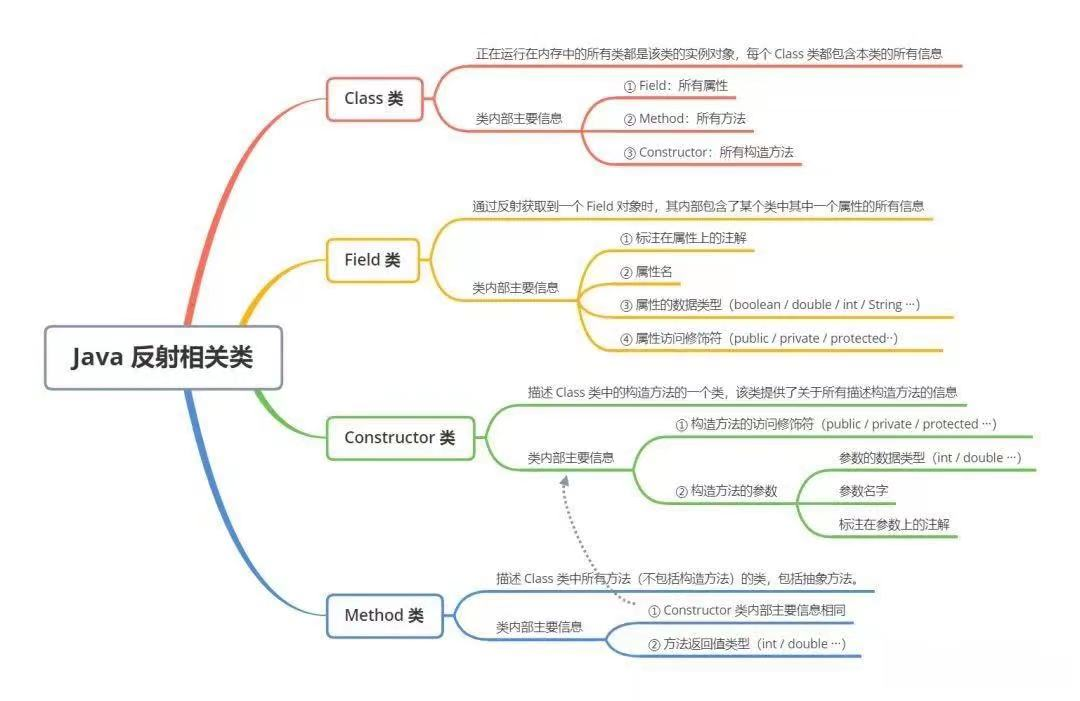 Java 反射相关类
Class 类
正在运行在内存中的所有类都是该类的实例对象，每个 Class 类都包含本类的所有信息
类内部主要信息
① Field：所有属性
② Method：所有方法
③ Constructor：所有构造方法
Field 类
通过反射获取到一个 Field 对象时，其内部包含了某个类中其中一个属性的所有信息
类内部主要信息
① 标注在属性上的注解
② 属性名
③ 属性的数据类型（boolean / double / int / String ···）
④ 属性访问修饰符（public / private / protected··）
Constructor 类
描述 Class 类中的构造方法的一个类，该类提供了关于所有描述构造方法的信息
类内部主要信息
① 构造方法的访问修饰符（public / private / protected ···）
② 构造方法的参数
参数的数据类型（int / double ···）
参数名字
标注在参数上的注解
Method 类
描述 Class 类中所有方法（不包括构造方法）的类，包括抽象方法。
类内部主要信息
① Constructor 类内部主要信息相同
② 方法返回值类型（int / double ···）